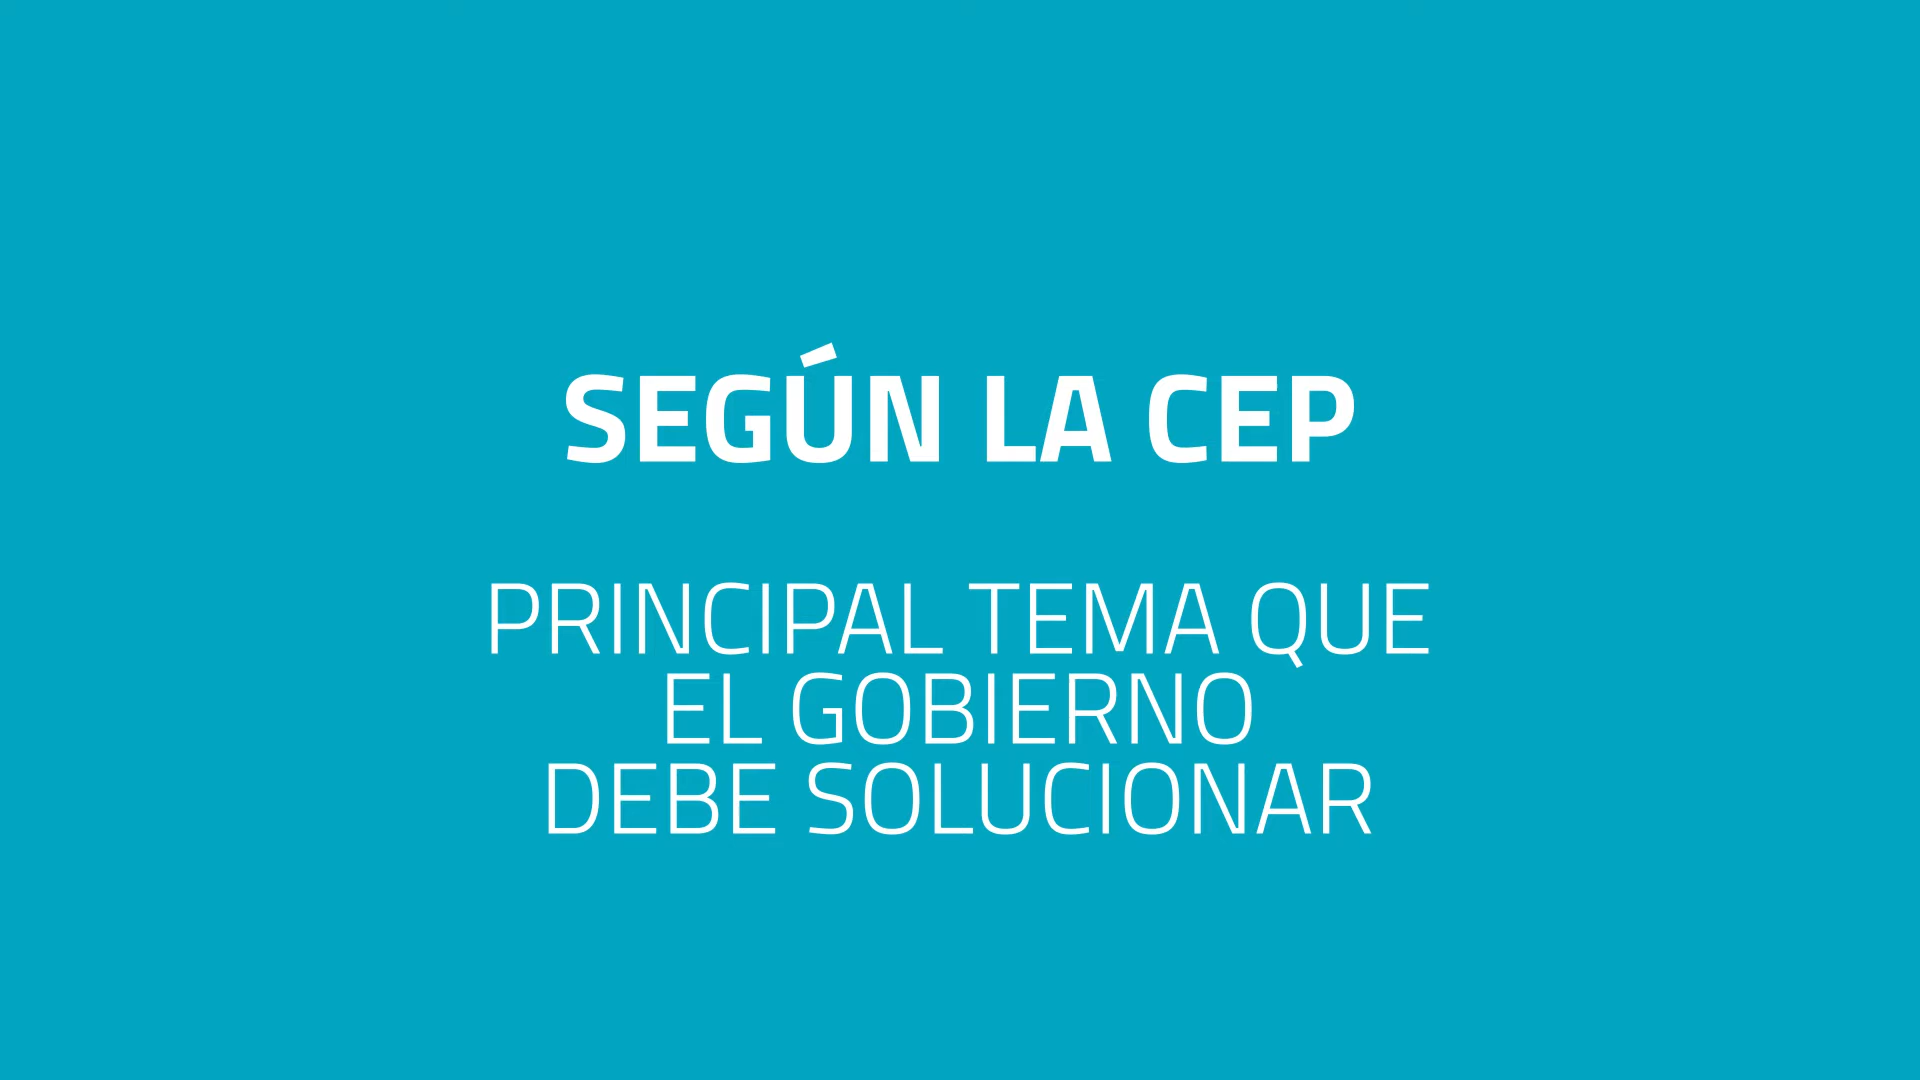 SEGÚN LA CEP
PRINCIPAL TEMA QUE
EL GOBIERNO
DEBE SOLUCIONAR